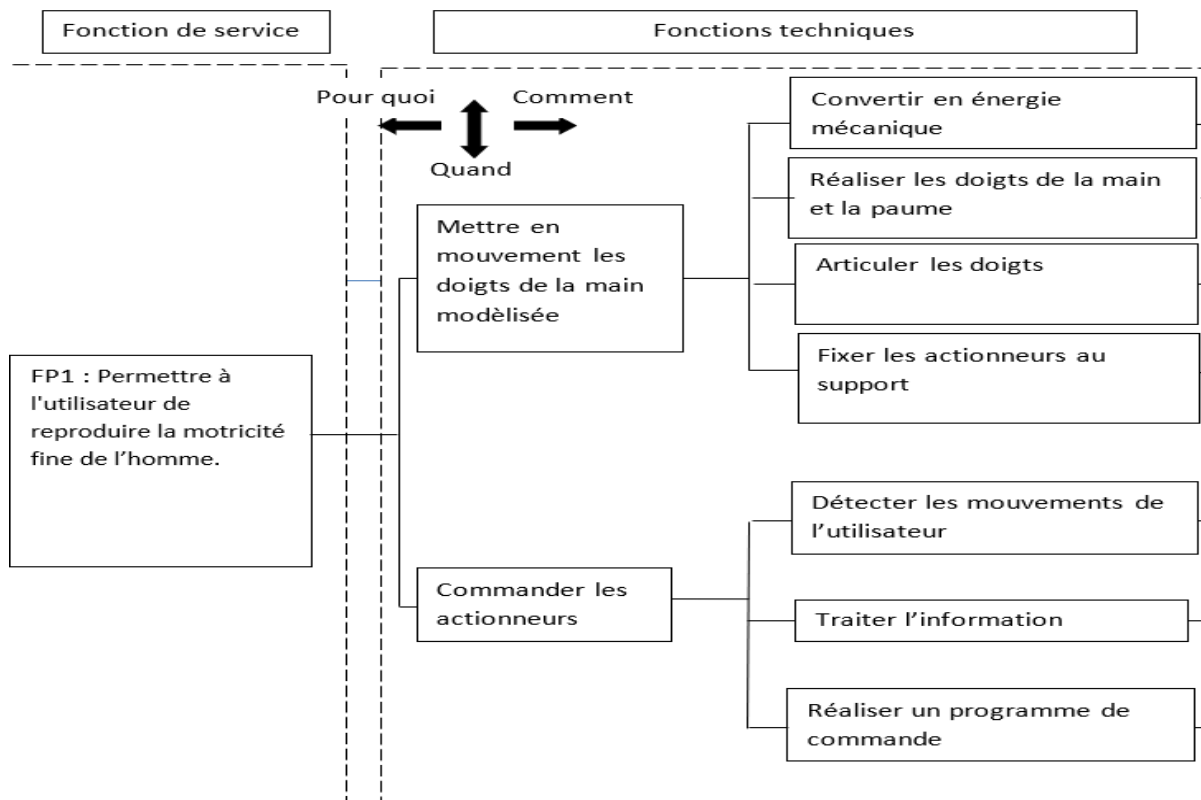 Fonction de service
Fonctions techniques
Pour quoi
Comment
Quand
FP1 : Permettre à
l'utilisateur de
reproduire la motricité
fine de l’homme.
Mettre en
mouvement les
doigts de la main
modèlisée
Convertir en énergie
mécanique
Réaliser les doigts de la main
et la paume
Articuler les doigts
Fixer les actionneurs au
support
Commander les
actionneurs
Détecter les mouvements de
l’utilisateur
Traiter l’information
Réaliser un programme de
commande